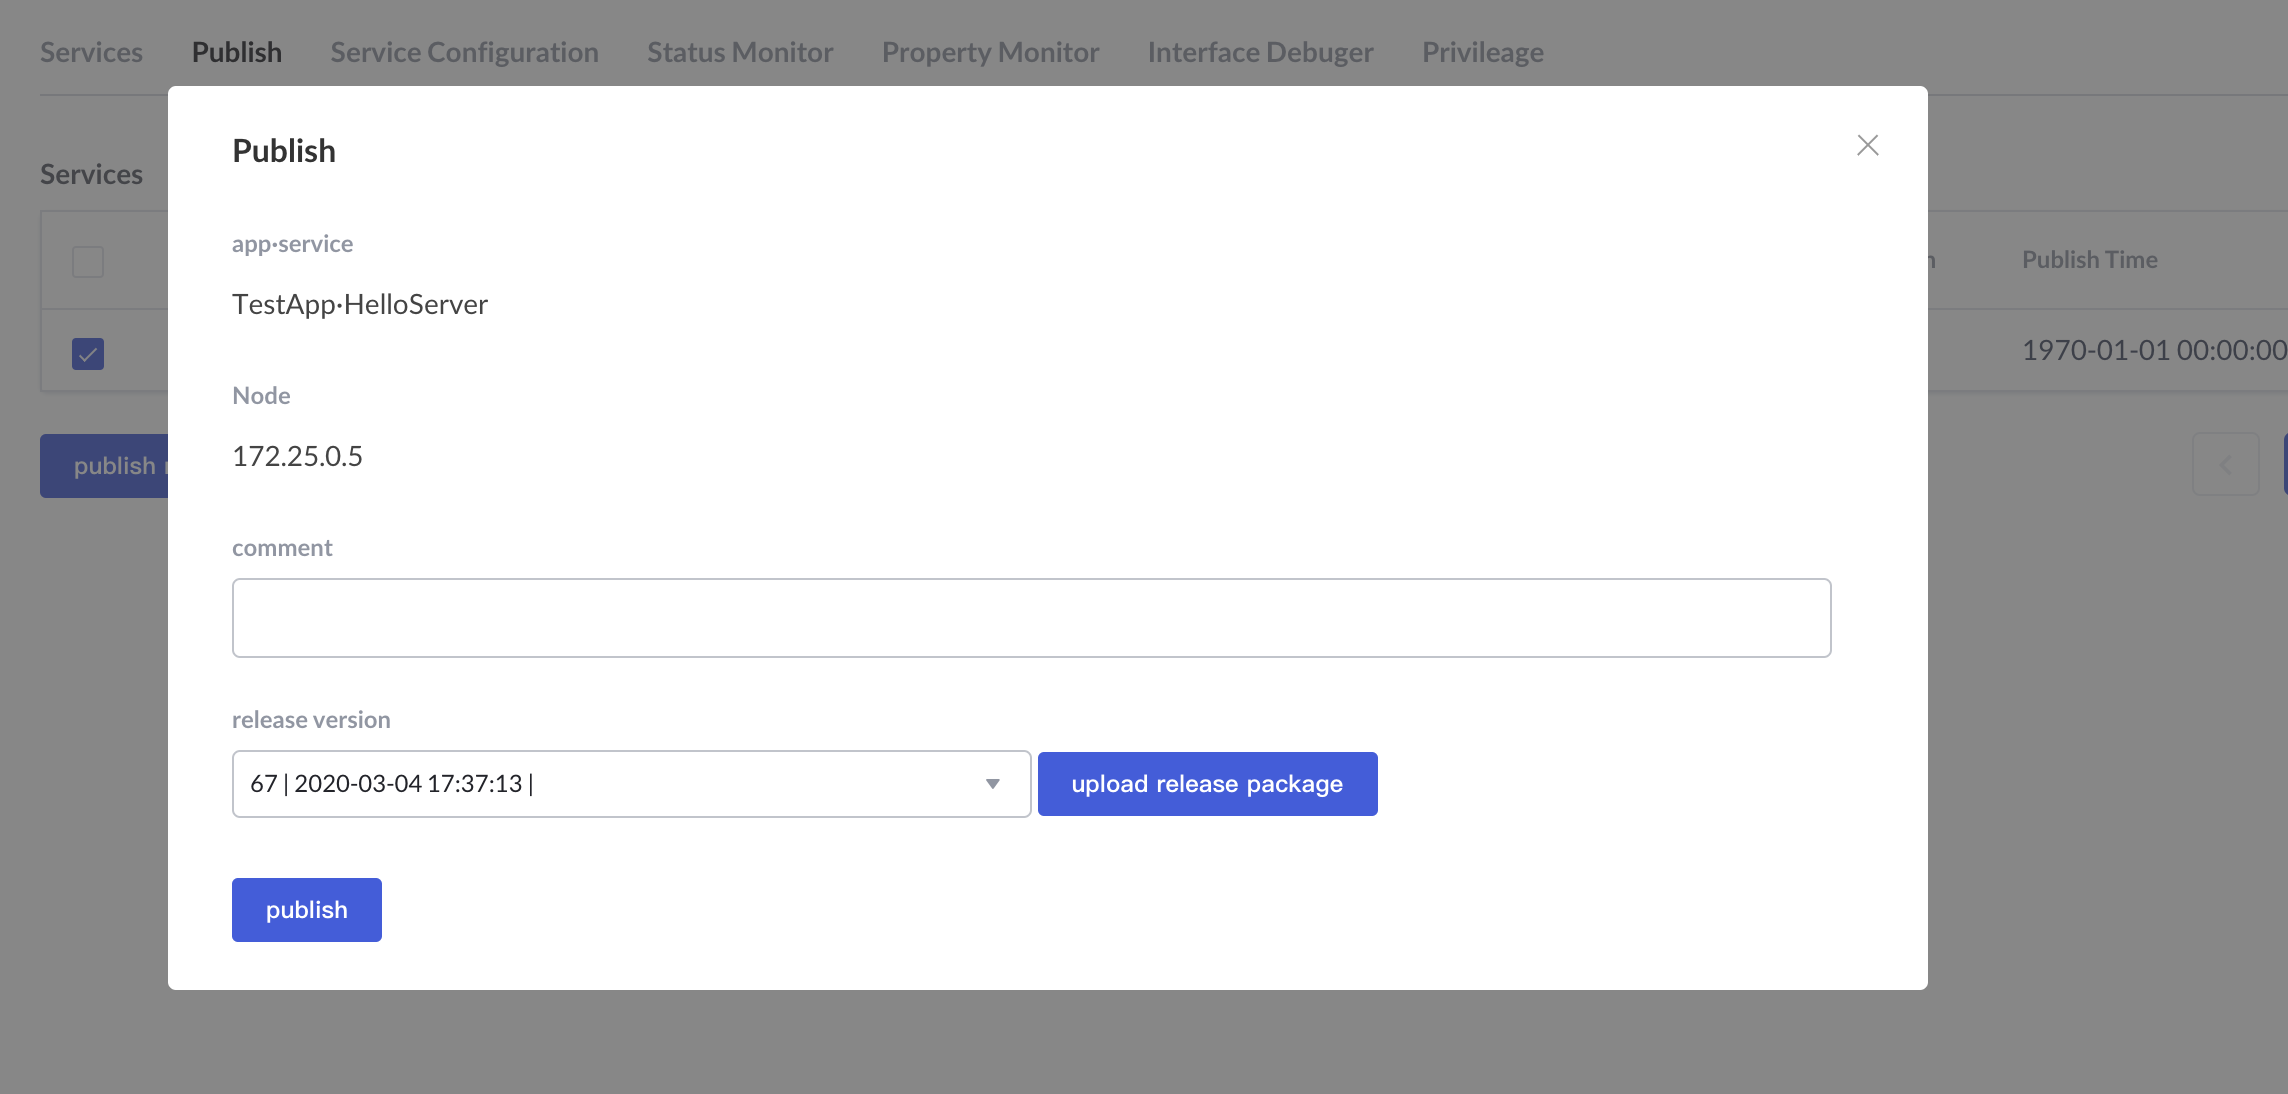 Services Publish Service Configuration Status Monitor Property Monitor Interface Debuger Privileage
Publish
Services
app·service
Publish Time
TestApp·HelloServer
1970-01-01 00:00:00
Node
172.25.0.5
publish
comment
release version
67 | 2020-03-04 17:37:13 |
upload release package
publish